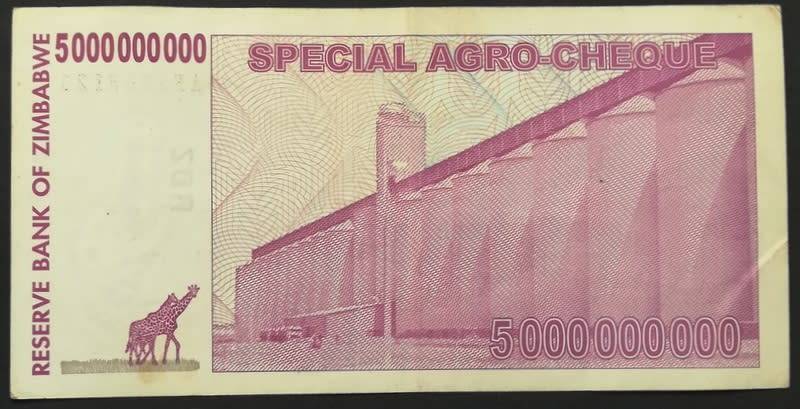 RESERVE BANK OF ZIMBABWE
5000000000
SPECIAL AGRO-CHEQUE
5000000000